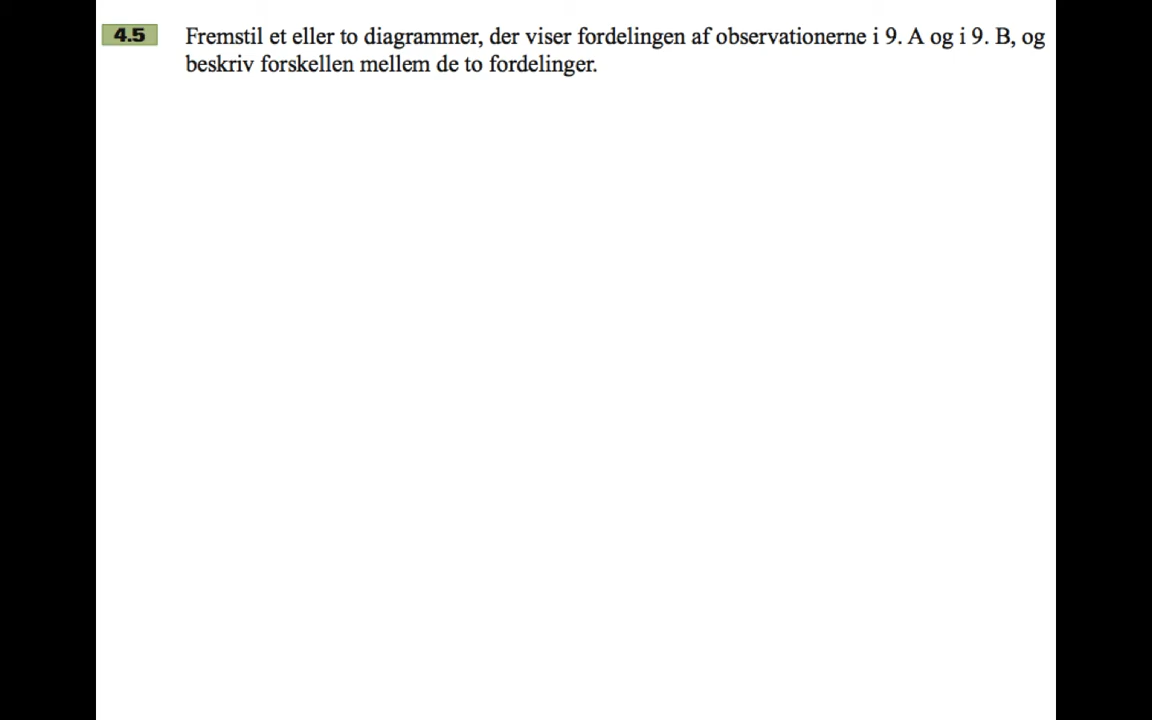 4.5 Fremstil et eller to diagrammer, der viser fordelingen af observationerne i 9. A og i 9. B, og
beskriv forskellen mellem de to fordelinger.